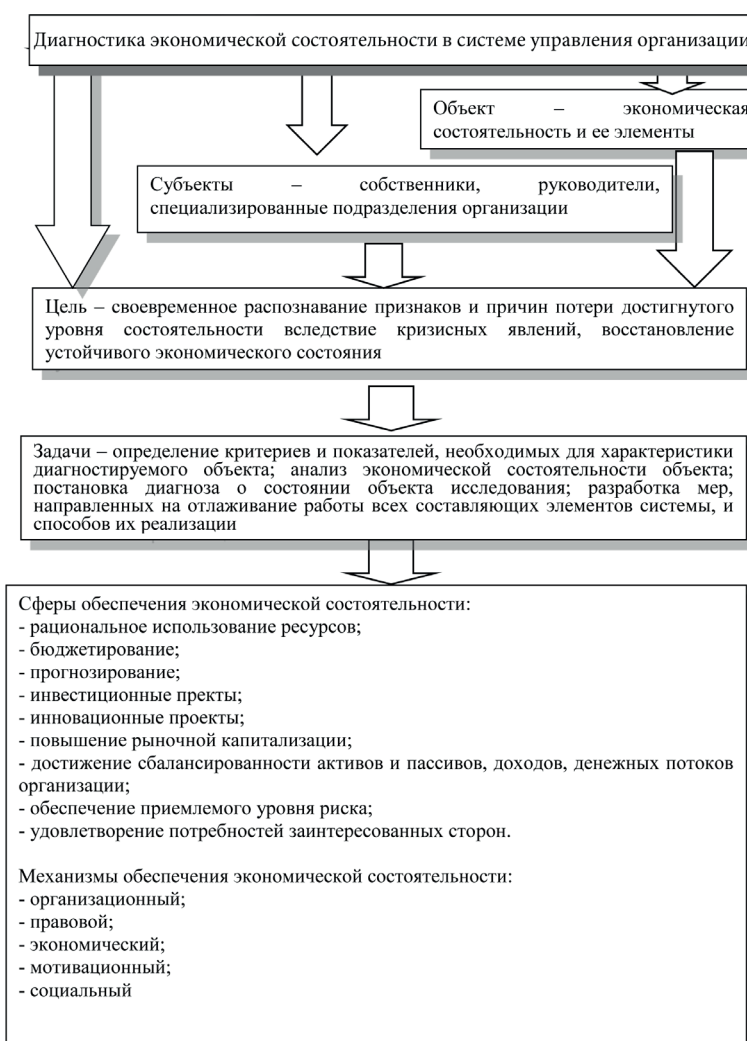 Диагностика экономической состоятельности в системе управления организации
Объект – экономическая
состоятельность и ее элементы
Субъекты – собственники, руководители,
специализированные подразделения организации
Цель – своевременное распознавание признаков и причин потери достигнутого
уровня состоятельности вследствие кризисных явлений, восстановление
устойчивого экономического состояния
Задачи – определение критериев и показателей, необходимых для характеристики
диагностируемого объекта; анализ экономической состоятельности объекта;
постановка диагноза о состоянии объекта исследования; разработка мер,
направленных на отлаживание работы всех составляющих элементов системы, и
способов их реализации
Сферы обеспечения экономической состоятельности:
- рациональное использование ресурсов;
- бюджетирование;
- прогнозирование;
- инвестиционные пректы;
- инновационные проекты;
- повышение рыночной капитализации;
- достижение сбалансированности активов и пассивов, доходов, денежных потоков
организации;
- обеспечение приемлемого уровня риска;
- удовлетворение потребностей заинтересованных сторон.
Механизмы обеспечения экономической состоятельности:
- организационный;
- правовой;
- экономический;
- мотивационный;
- социальный